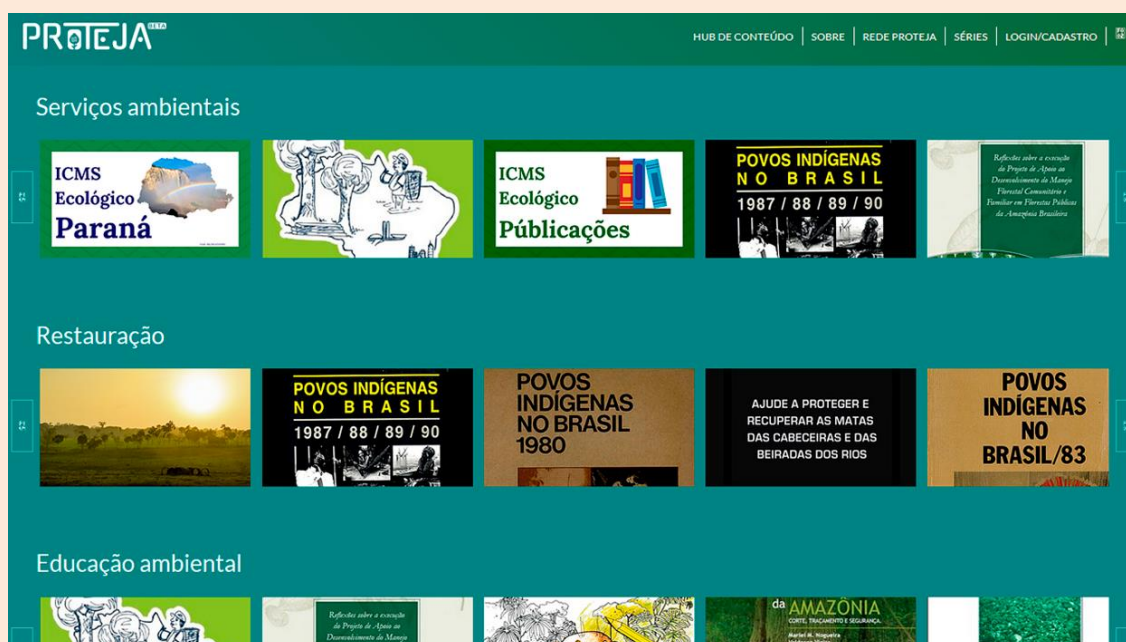 PROTEJA BETA
HUB DE CONTEÚDO | SOBRE | REDE PROTEJA | SÉRIES | LOGIN/CADASTRO
Serviços ambientais
ICMS
Ecológico
Paraná
ICMS
Ecológico
Públicações
POVOS INDÍGENAS
NO BRASIL
1987 / 88 / 89 / 90
Reflexões sobre a execução
do Projeto de Apoio ao
Desenvolvimento do Manejo
Florestal Comunitário e
Familiar em Florestas Públicas
da Amazônia Brasileira
Restauração
POVOS INDÍGENAS
NO BRASIL
1987 / 88 / 89 / 90
POVOS
INDÍGENAS
NO BRASIL
1980
AJUDE A PROTEGER E
RECUPERAR AS MATAS
DAS CABECEIRAS E DAS
BEIRADAS DOS RIOS
POVOS
INDÍGENAS
NO
BRASIL/83
Educação ambiental
Reflexões sobre a execução
do Projeto de Apoio ao
Desenvolvimento do Manejo
da AMAZÔNIA
CORTE, TRAÇAMENTO E SEGURANÇA.